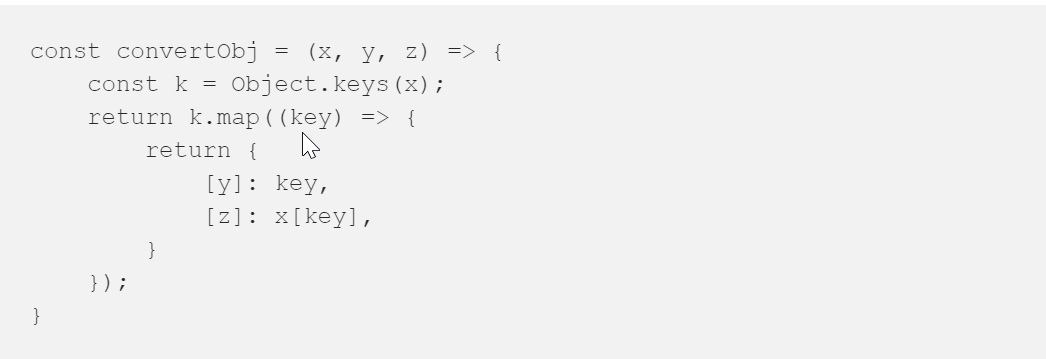 const convertObj = (x, y, z) => {
    const k = Object.keys(x);
    return k.map((key) => {
        return {
            [y]: key,
            [z]: x[key],
        }
    });
}